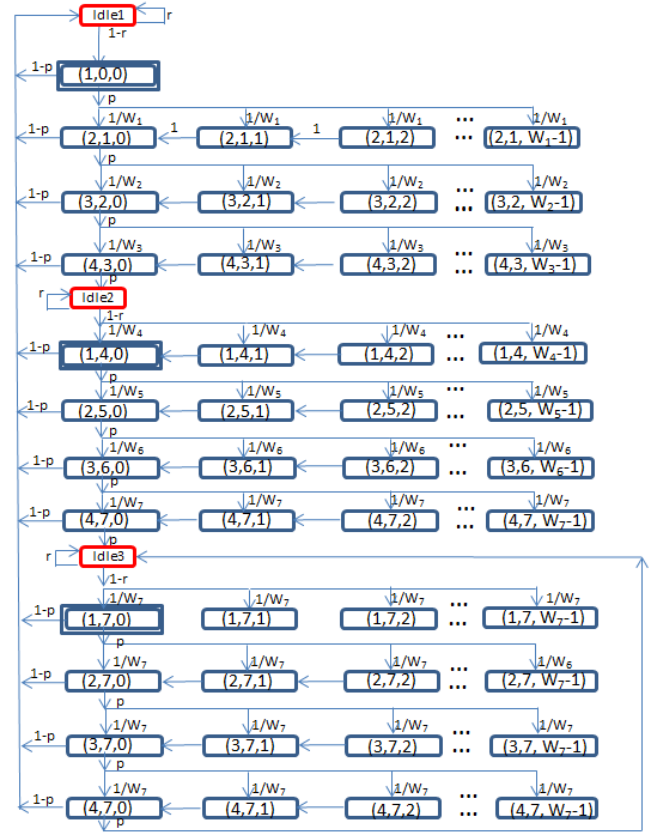 Idle1 r
1-r
1-p (1,0,0)
p
1/W1 1/W1 1/W1 ... 1/W1
1-p (2,1,0) 1 (2,1,1) 1 (2,1,2) ... (2,1, W1-1)
p
1/W2 1/W2 1/W2 ... 1/W2
1-p (3,2,0) (3,2,1) (3,2,2) ... (3,2, W2-1)
p
1/W3 1/W3 1/W3 ... 1/W3
1-p (4,3,0) (4,3,1) (4,3,2) ... (4,3, W3-1)
p
r Idle2
1-r
1/W4 1/W4 1/W4 ... 1/W4
1-p (1,4,0) (1,4,1) (1,4,2) ... (1,4, W4-1)
p
1/W5 1/W5 1/W5 ... 1/W5
1-p (2,5,0) (2,5,1) (2,5,2) ... (2,5, W5-1)
p
1/W6 1/W6 1/W6 ... 1/W6
1-p (3,6,0) (3,6,1) (3,6,2) ... (3,6, W6-1)
p
1/W7 1/W7 1/W7 ... 1/W7
1-p (4,7,0) (4,7,1) (4,7,2) ... (4,7, W7-1)
p
r Idle3
1-r
1/W7 1/W7 1/W7 ... 1/W7
1-p (1,7,0) (1,7,1) (1,7,2) ... (1,7, W7-1)
p
1/W7 1/W7 1/W7 ... 1/W6
1-p (2,7,0) (2,7,1) (2,7,2) ... (2,7, W7-1)
p
1/W7 1/W7 1/W7 ... 1/W7
1-p (3,7,0) (3,7,1) (3,7,2) ... (3,7, W7-1)
p
1/W7 1/W7 1/W7 ... 1/W7
1-p (4,7,0) (4,7,1) (4,7,2) ... (4,7, W7-1)
p